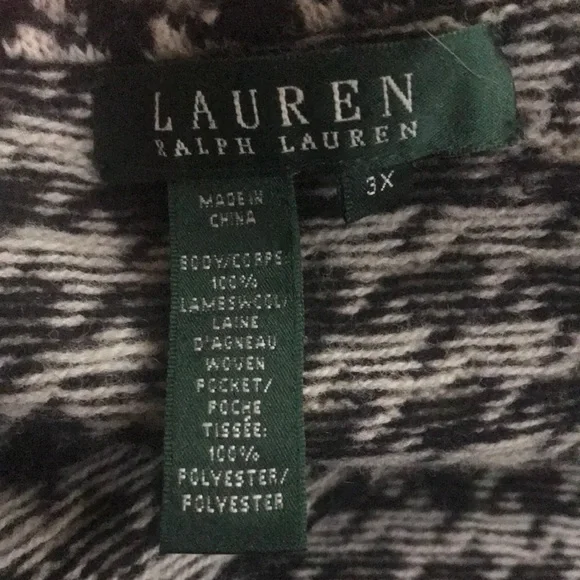 LAUREN
RALPH LAUREN
3X
MADE IN
CHINA
BODY/CORPS:
100%
LAMBSWOOL/
LAINE
D'AGNEAU
WOVEN
POCKET/
POCHE
TISSÉE:
100%
POLYESTER/
POLYESTER